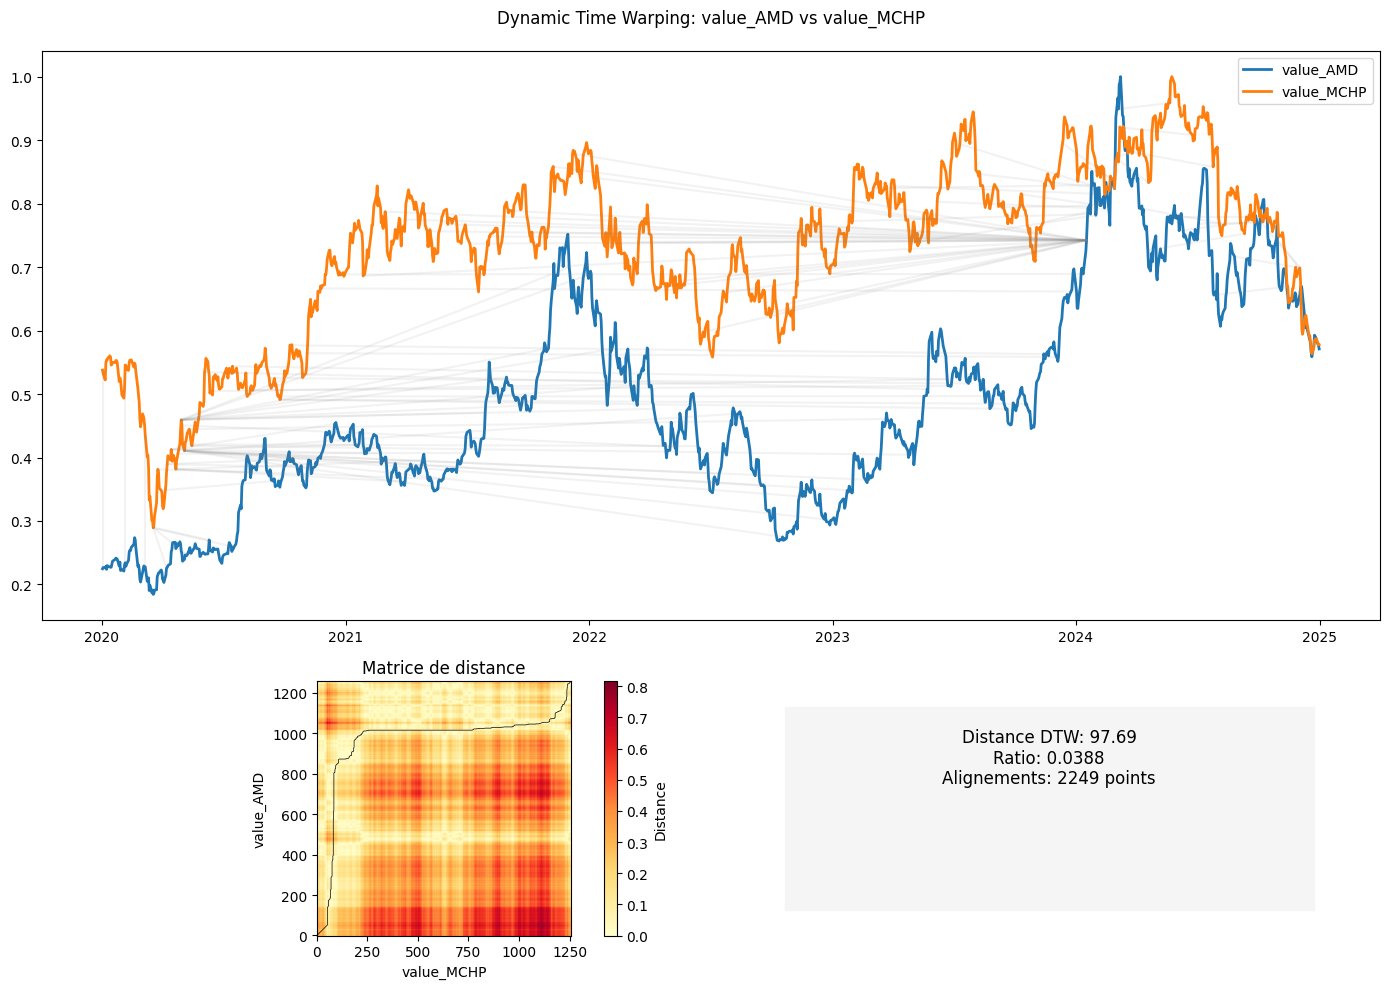 Dynamic Time Warping: value_AMD vs value_MCHP
value_AMD
value_MCHP
1.0
0.9
0.8
0.7
0.6
0.5
0.4
0.3
0.2
2020 2021 2022 2023 2024 2025
Matrice de distance
value_AMD
1200
1000
800
600
400
200
0
0 250 500 750 1000 1250
value_MCHP
0.8
0.7
0.6
0.5
0.4
0.3
0.2
0.1
0.0
Distance
Distance DTW: 97.69
Ratio: 0.0388
Alignements: 2249 points